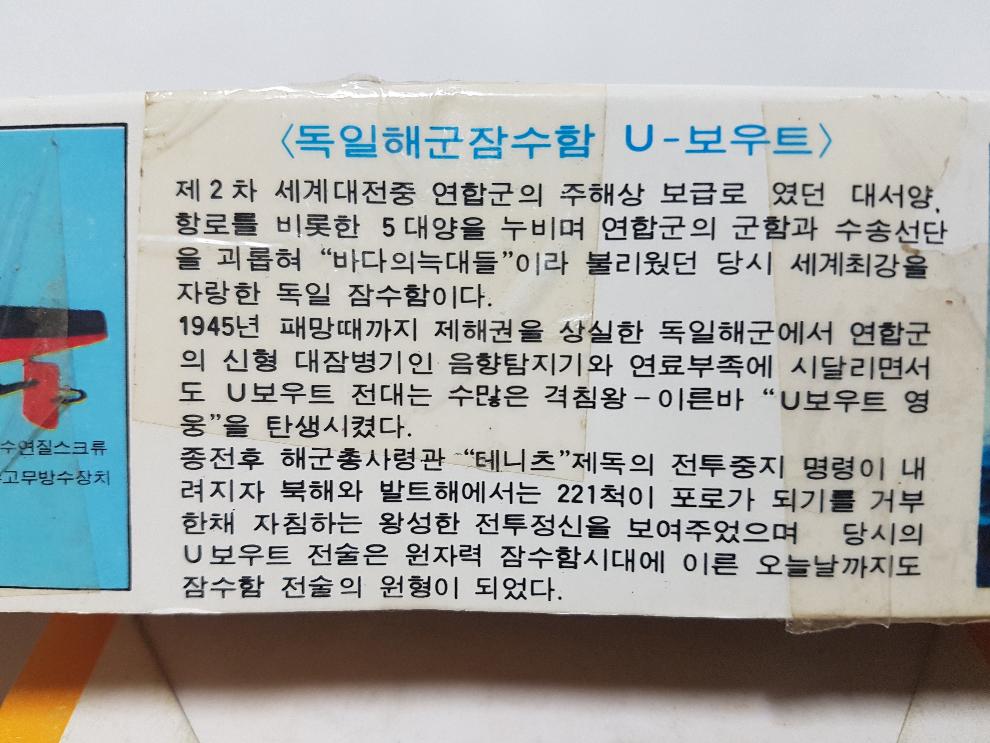 〈독일해군잠수함 U-보우트〉
제2차 세계대전중 연합군의 주해상 보급로 였던 대서양,
항로를 비롯한 5대양을 누비며 연합군의 군함과 수송선단
을 괴롭혀 “바다의늑대들”이라 불리웠던 당시 세계최강을
자랑한 독일 잠수함이다.
1945년 패망때까지 제해권을 상실한 독일해군에서 연합군
의 신형 대잠병기인 음향탐지기와 연료부족에 시달리면서
도 U보우트 전대는 수많은 격침왕-이른바 “U보우트 영
웅”을 탄생시켰다.
종전후 해군총사령관 “데니츠”제독의 전투중지 명령이 내
려지자 북해와 발트해에서는 221척이 포로가 되기를 거부
한채 자침하는 왕성한 전투정신을 보여주었으며 당시의
U보우트 전술은 원자력 잠수함시대에 이른 오늘날까지도
잠수함 전술의 원형이 되었다.
수연질스크류
고무방수장치